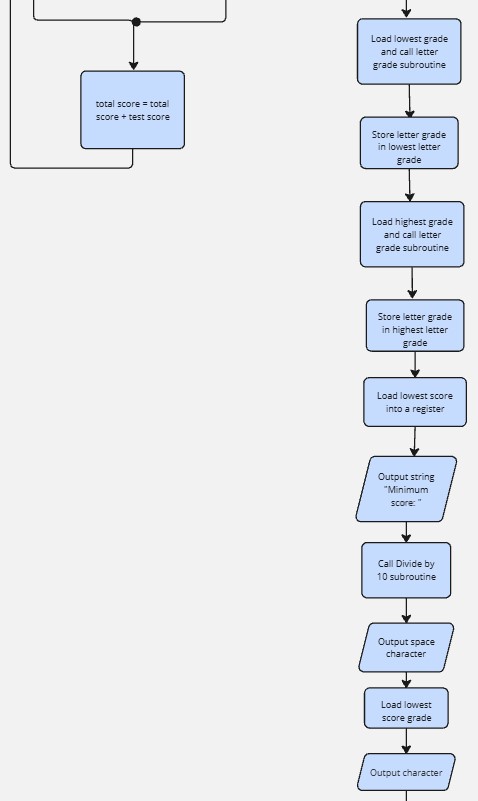 total score = total
score + test score
Load lowest grade
and call letter
grade subroutine
Store letter grade
in lowest letter
grade
Load highest grade
and call letter
grade subroutine
Store letter grade
in highest letter
grade
Load lowest score
into a register
Output string
"Minimum
score: "
Call Divide by
10 subroutine
Output space
character
Load lowest
score grade
Output character